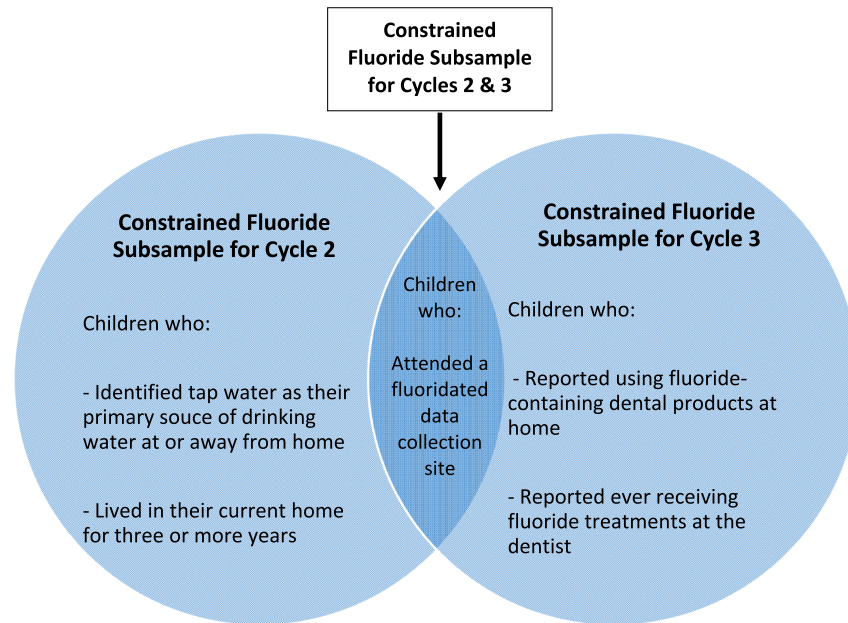 Constrained
Fluoride Subsample
for Cycles 2 & 3
Constrained Fluoride
Subsample for Cycle 2
Children who:
- Identified tap water as their
primary souce of drinking
water at or away from home
- Lived in their current home
for three or more years
Children
who:
Attended a
fluoridated
data
collection
site
Constrained Fluoride
Subsample for Cycle 3
Children who:
- Reported using fluoride-
containing dental products at
home
- Reported ever receiving
fluoride treatments at the
dentist